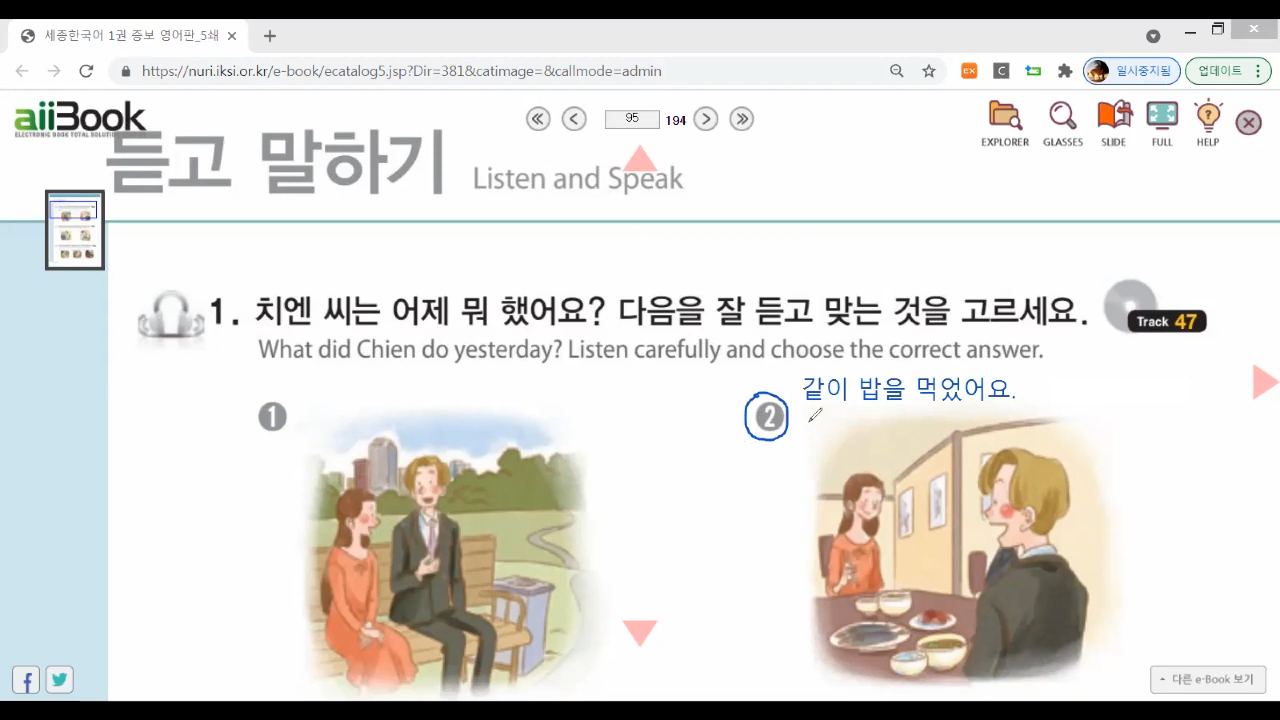 세종한국어 1권 증보 영어판_5쇄
https://nuri.iksi.or.kr/e-book/ecatalog5.jsp?Dir=381&catimage=&callmode=admin
EX
C
일시중지됨
업데이트
aiiBook
ELECTRONIC BOOK TOTAL SOLUTION
95 194
EXPLORER GLASSES SLIDE FULL HELP
듣고 말하기 Listen and Speak
1. 치엔 씨는 어제 뭐 했어요? 다음을 잘 듣고 맞는 것을 고르세요.
Track 47
What did Chien do yesterday? Listen carefully and choose the correct answer.
같이 밥을 먹었어요.
1
2
다른 e-Book 보기